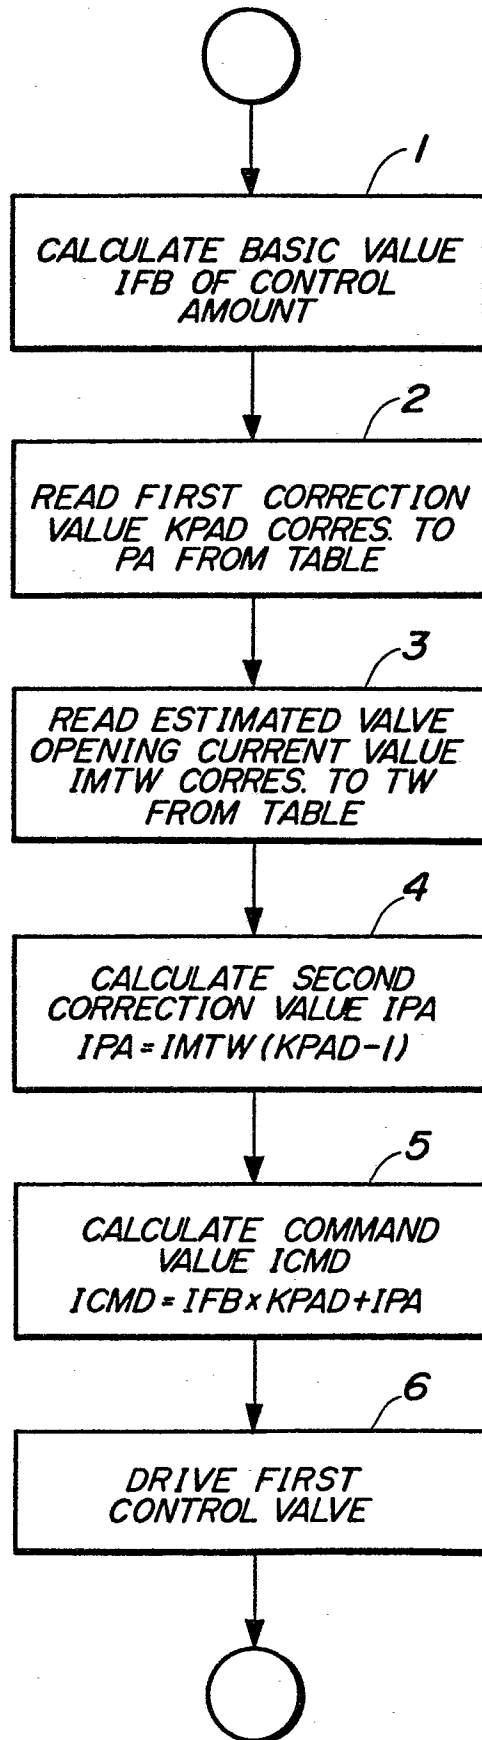 1
CALCULATE BASIC VALUE
IFB OF CONTROL
AMOUNT
2
READ FIRST CORRECTION
VALUE KPAD CORRES. TO
PA FROM TABLE
3
READ ESTIMATED VALVE
OPENING CURRENT VALUE
IMTW CORRES. TO TW
FROM TABLE
4
CALCULATE SECOND
CORRECTION VALUE IPA
IPA=IMTW(KPAD-1)
5
CALCULATE COMMAND
VALUE ICMD
ICMD=IFB×KPAD+IPA
6
DRIVE FIRST
CONTROL VALVE